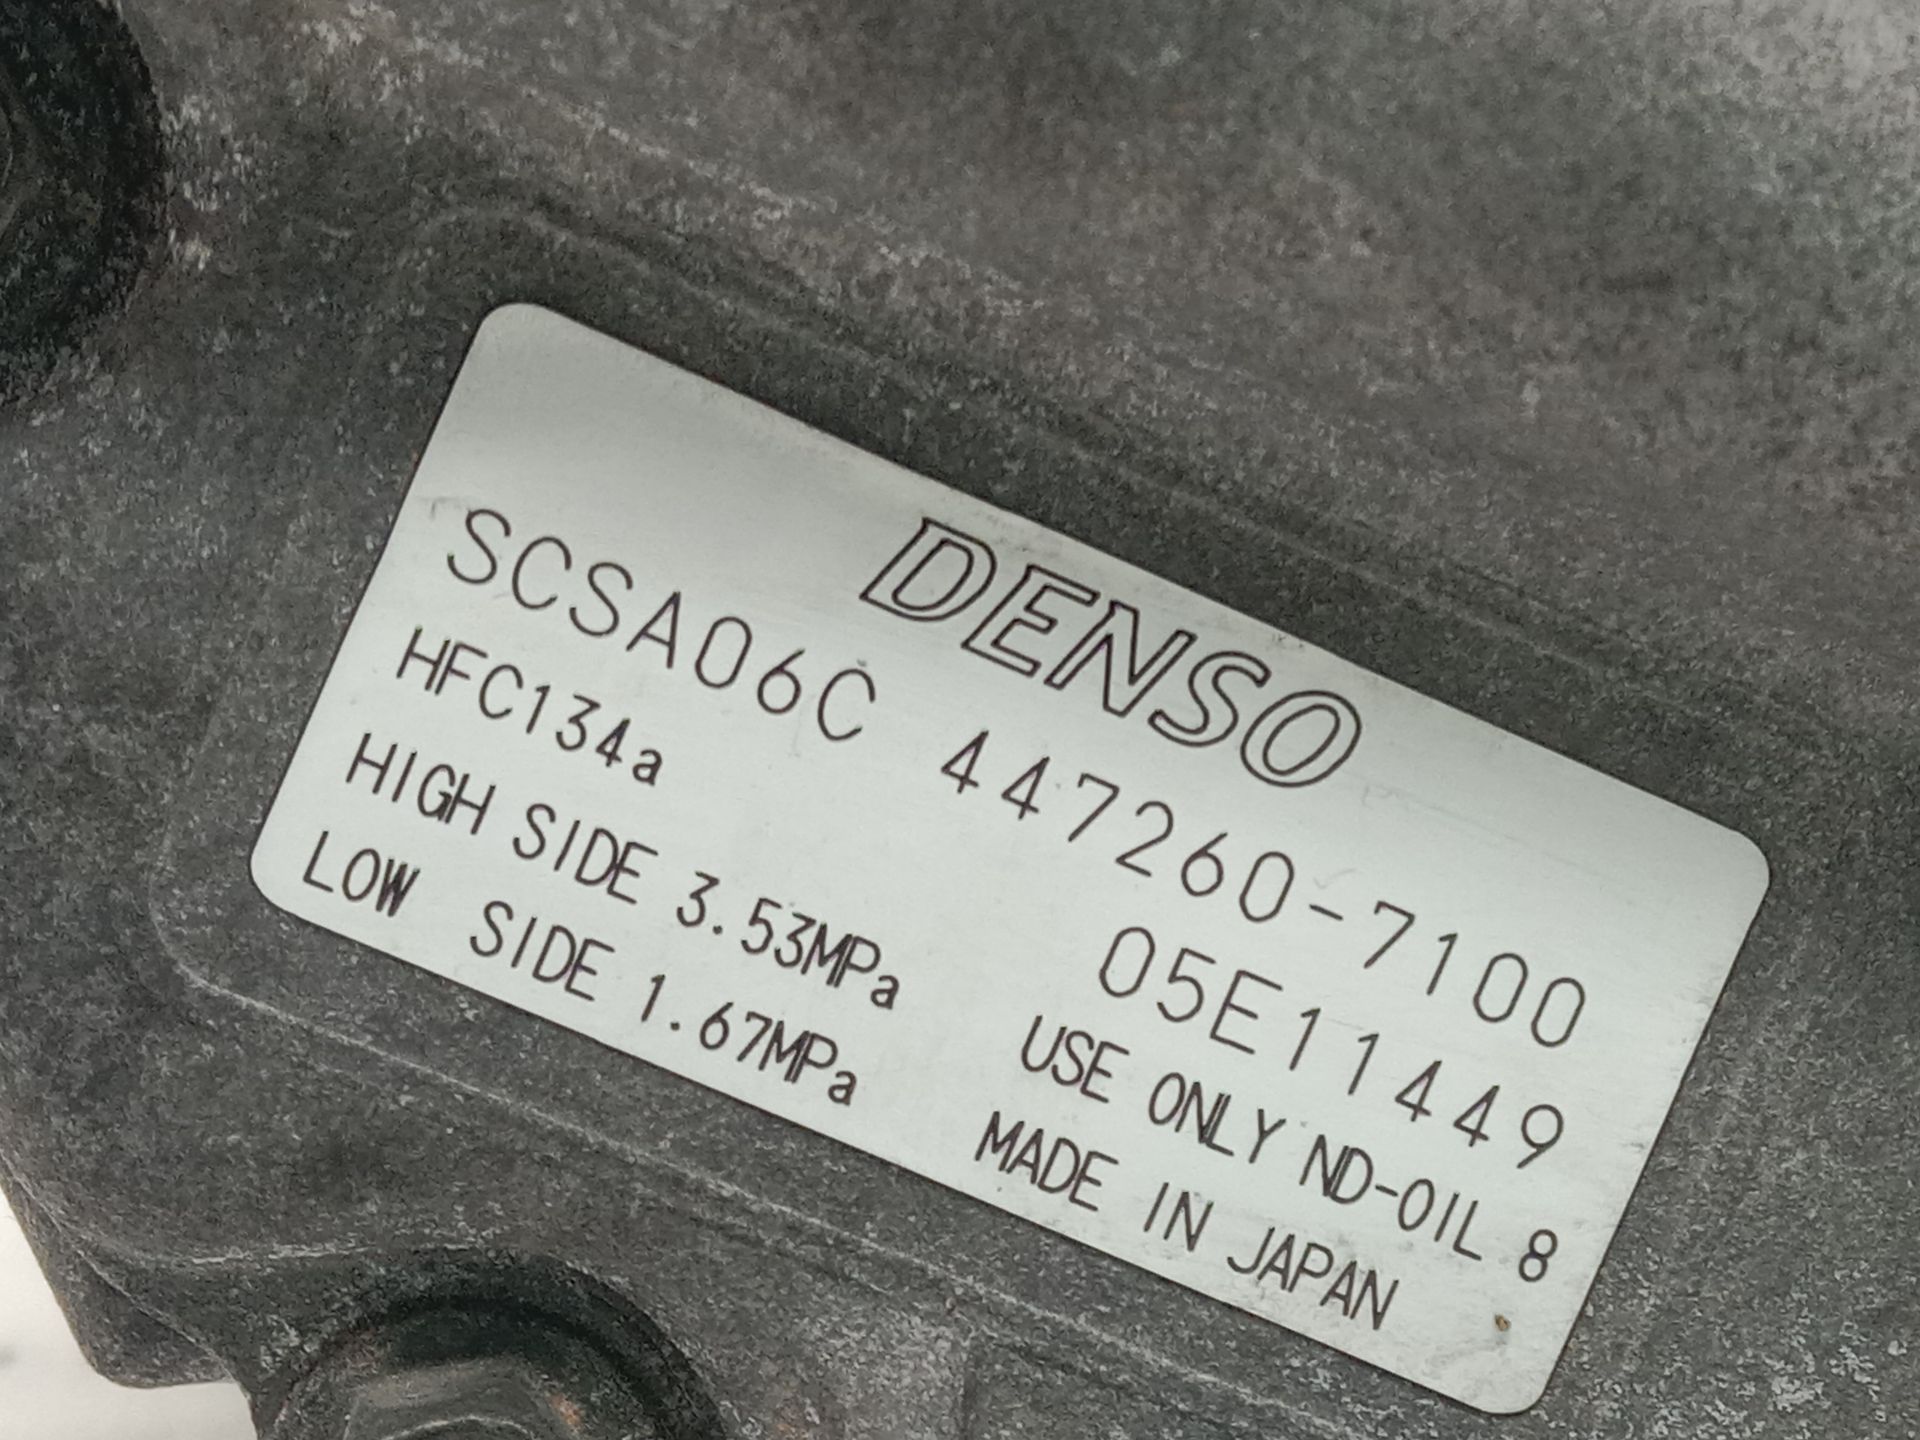 DENSO
SCSA06C 447260-7100
HFC134a 05E11449
HIGH SIDE 3.53MPa USE ONLY ND-OIL 8
LOW SIDE 1.67MPa MADE IN JAPAN